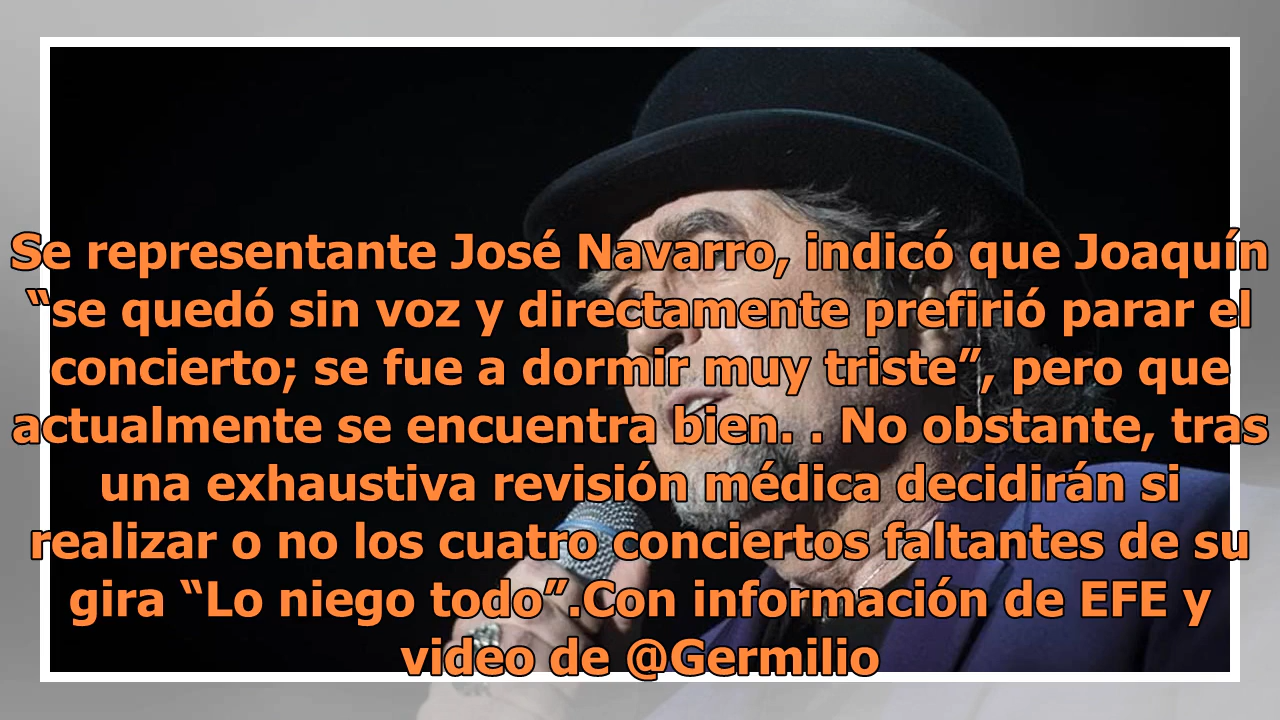 Se representante José Navarro, indicó que Joaquín
“se quedó sin voz y directamente prefirió parar el
concierto; se fue a dormir muy triste”, pero que
actualmente se encuentra bien. . No obstante, tras
una exhaustiva revisión médica decidirán si
realizar o no los cuatro conciertos faltantes de su
gira “Lo niego todo”.Con información de EFE y
video de @Germilio